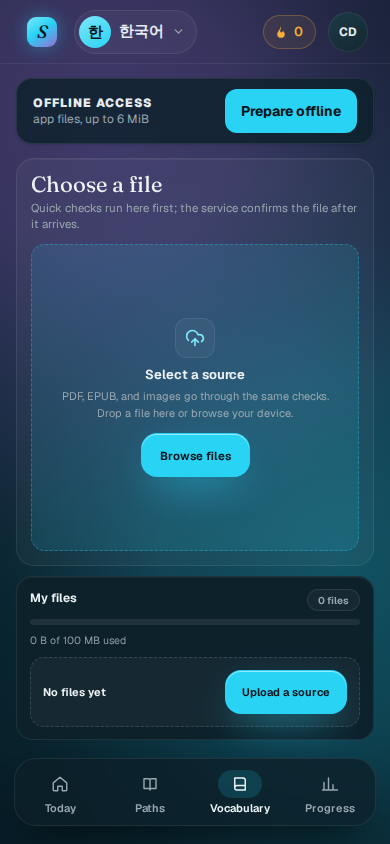 S
한
한국어
0
CD
OFFLINE ACCESS
app files, up to 6 MiB
Prepare offline
Choose a file
Quick checks run here first; the service confirms the file after
it arrives.
Select a source
PDF, EPUB, and images go through the same checks.
Drop a file here or browse your device.
Browse files
My files
0 files
0 B of 100 MB used
No files yet
Upload a source
Today
Paths
Vocabulary
Progress